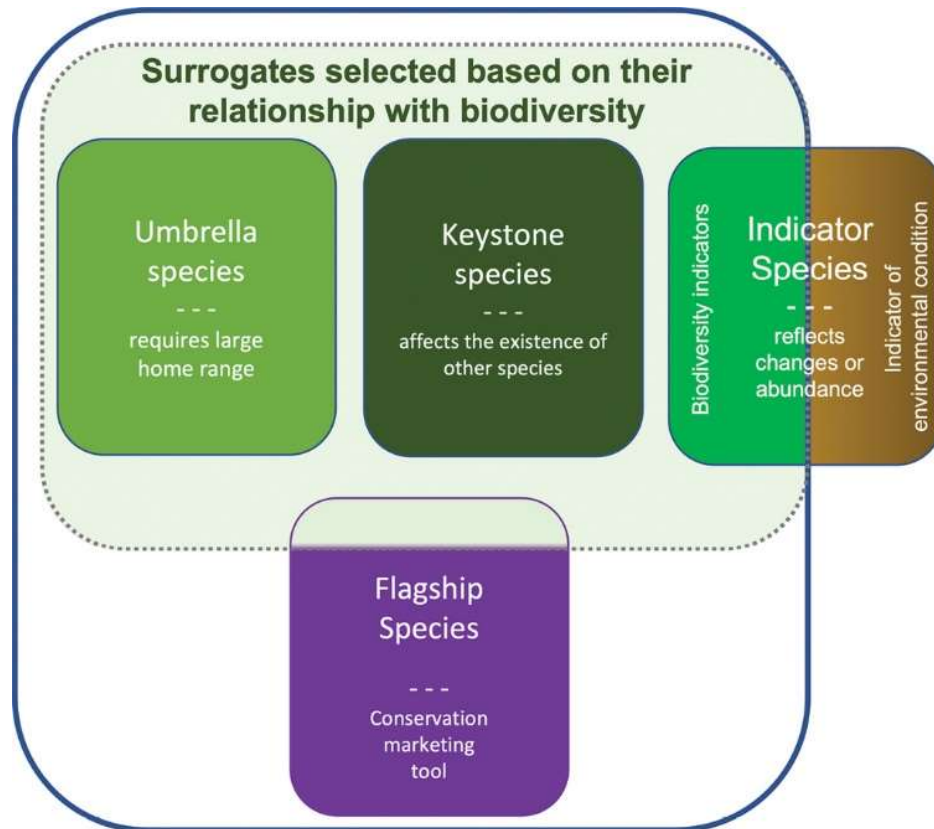 Surrogates selected based on their
relationship with biodiversity
Umbrella
species
- - -
requires large
home range
Keystone
species
- - -
affects the existence of
other species
Biodiversity indicators
Indicator
Species
- - -
reflects
changes or
abundance
Indicator of
environmental condition
Flagship
Species
- - -
Conservation
marketing
tool